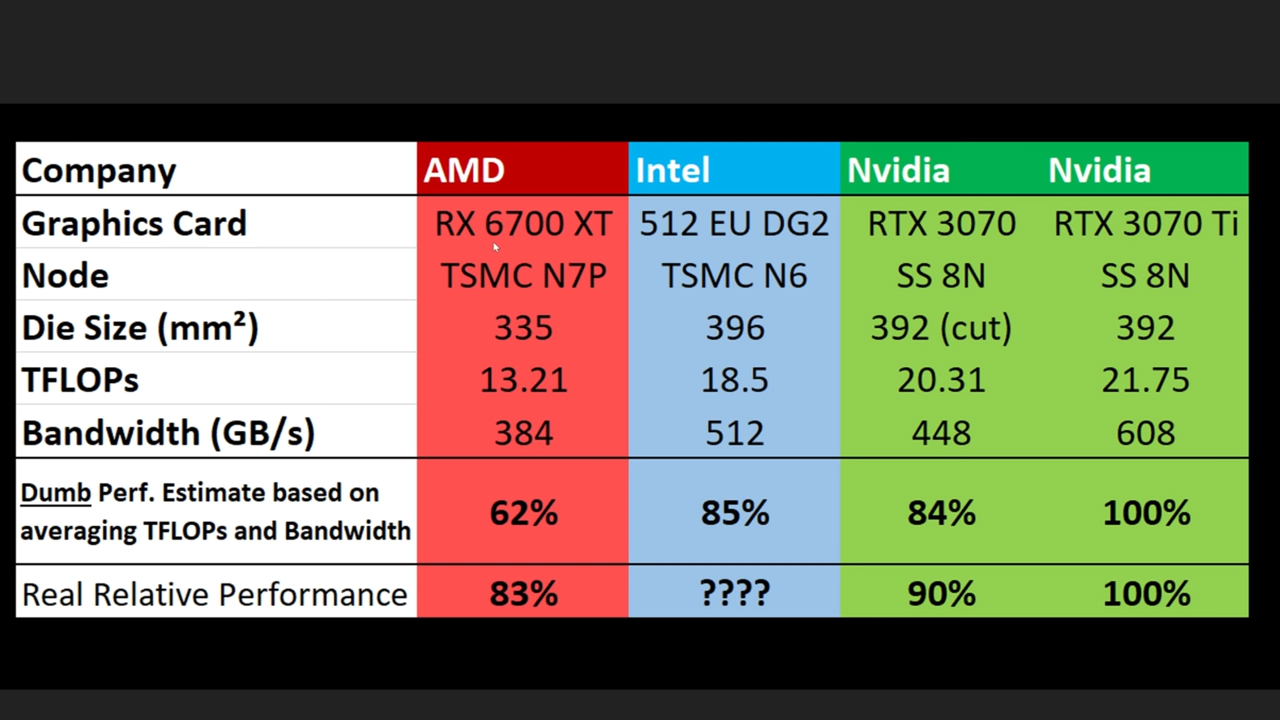 Company AMD Intel Nvidia Nvidia
Graphics Card RX 6700 XT 512 EU DG2 RTX 3070 RTX 3070 Ti
Node TSMC N7P TSMC N6 SS 8N SS 8N
Die Size (mm²) 335 396 392 (cut) 392
TFLOPs 13.21 18.5 20.31 21.75
Bandwidth (GB/s) 384 512 448 608
Dumb Perf. Estimate based on
averaging TFLOPs and Bandwidth 62% 85% 84% 100%
Real Relative Performance 83% ???? 90% 100%